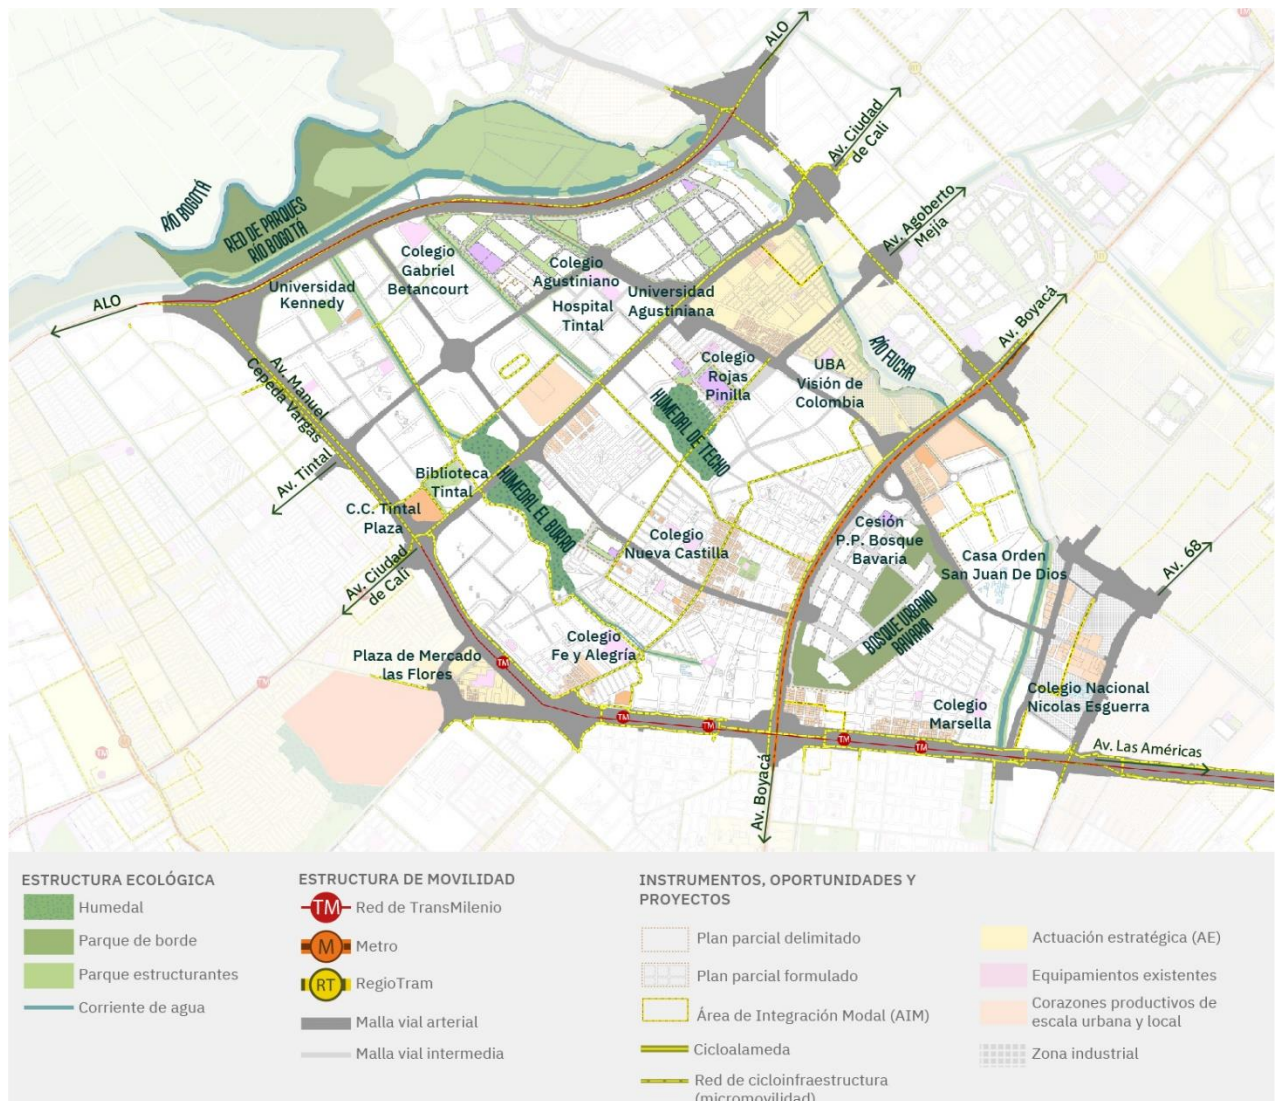 ALO
Av. Ciudad
de Cali
Av. Agoberto
Mejía
RÍO BOGOTÁ
RED DE PARQUES
RÍO BOGOTÁ
Colegio
Gabriel
Betancourt
Colegio
Agustiniano
Universidad
Kennedy
Hospital
Tintal
Universidad
Agustiniana
ALO
Av. Boyacá
RÍO FUCHA
Av. Manuel
Cepeda Vargas
Colegio
Rojas
Pinilla
UBA
Visión de
Colombia
HUMEDAL DE TECHO
Av. Tintal
Biblioteca
Tintal
HUMEDAL EL BURRO
C.C. Tintal
Plaza
Colegio
Nueva Castilla
Cesión
P.P. Bosque
Bavaria
Casa Orden
San Juan De Dios
Av. 68
Av. Ciudad
de Cali
BOSQUE URBANO
BAVARIA
Colegio
Fe y Alegría
Plaza de Mercado
las Flores
Colegio
Marsella
Colegio Nacional
Nicolas Esguerra
TM
TM
TM
TM
TM
Av. Las Américas
Av. Boyacá
ESTRUCTURA ECOLÓGICA
Humedal
Parque de borde
Parque estructurantes
Corriente de agua
ESTRUCTURA DE MOVILIDAD
TM Red de TransMilenio
M Metro
RT RegioTram
Malla vial arterial
Malla vial intermedia
INSTRUMENTOS, OPORTUNIDADES Y
PROYECTOS
Plan parcial delimitado
Plan parcial formulado
Área de Integración Modal (AIM)
Cicloalameda
Red de cicloinfraestructura
(micromovilidad)
Actuación estratégica (AE)
Equipamientos existentes
Corazones productivos de
escala urbana y local
Zona industrial